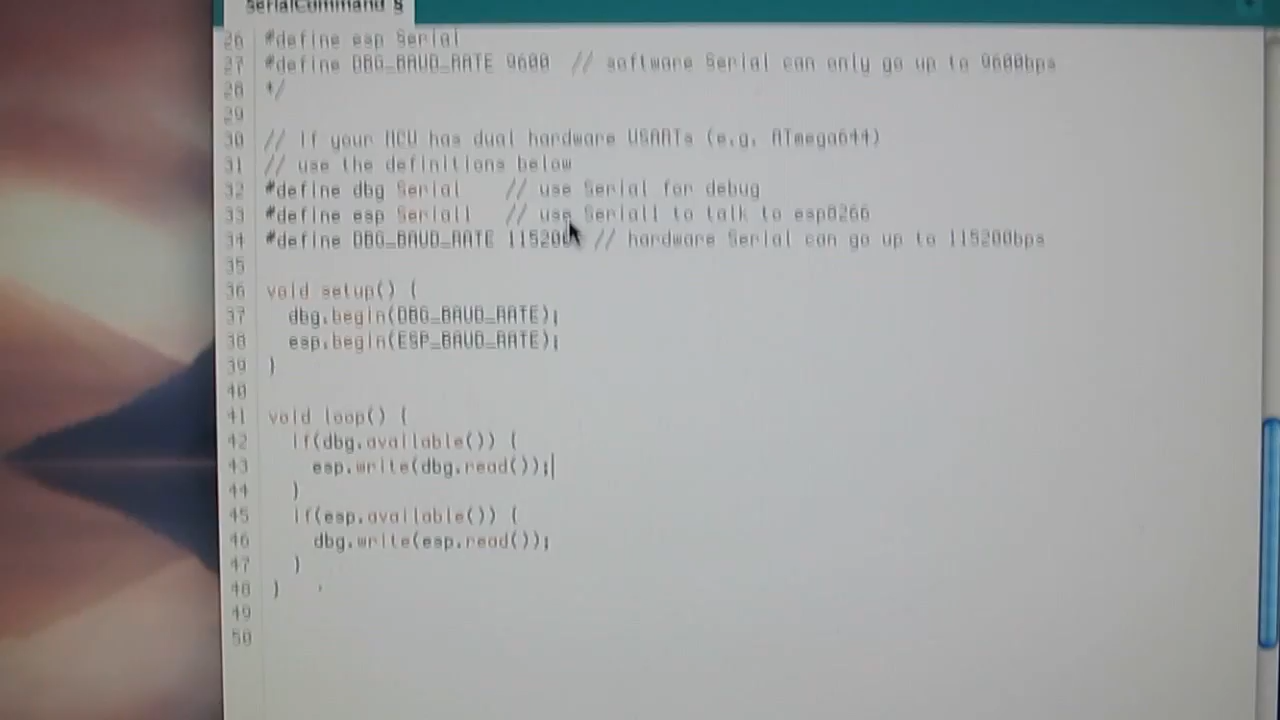 SerialCommand §
26 #define esp Serial
27 #define DBG_BAUD_RATE 9600 // software Serial can only go up to 9600bps
28 */
29
30 // If your MCU has dual hardware USARTs (e.g. ATmega644)
31 // use the definitions below
32 #define dbg Serial // use Serial for debug
33 #define esp Serial1 // use Serial1 to talk to esp8266
34 #define DBG_BAUD_RATE 115200 // hardware Serial can go up to 115200bps
35
36 void setup() {
37 dbg.begin(DBG_BAUD_RATE);
38 esp.begin(ESP_BAUD_RATE);
39 }
40
41 void loop() {
42 if(dbg.available()) {
43 esp.write(dbg.read());
44 }
45 if(esp.available()) {
46 dbg.write(esp.read());
47 }
48 }
49
50